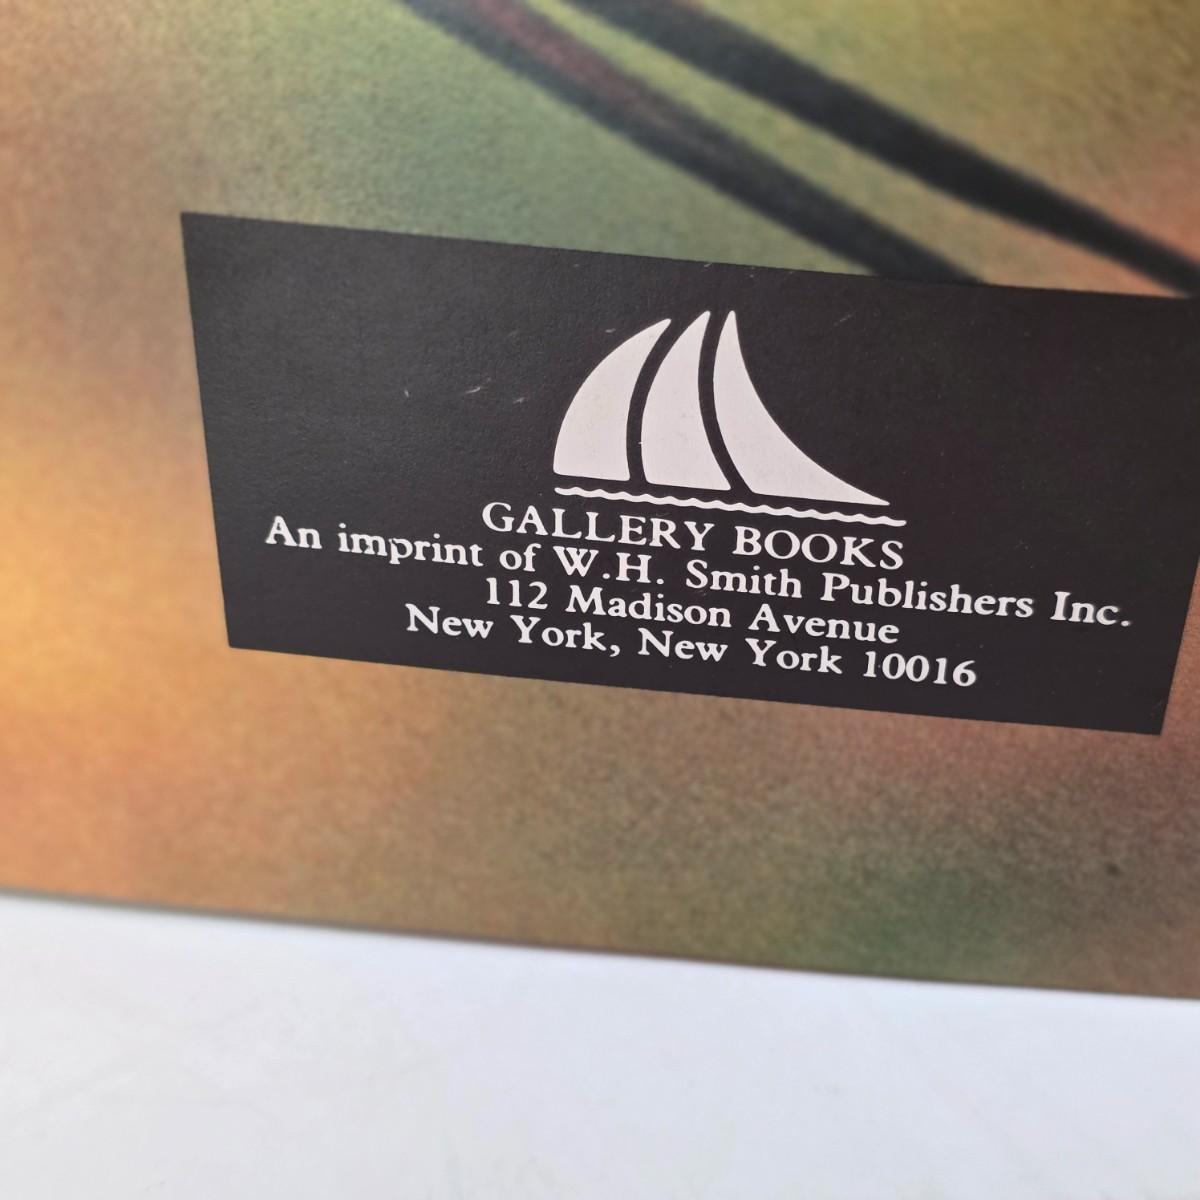 GALLERY BOOKS
An imprint of W.H. Smith Publishers Inc.
112 Madison Avenue
New York, New York 10016